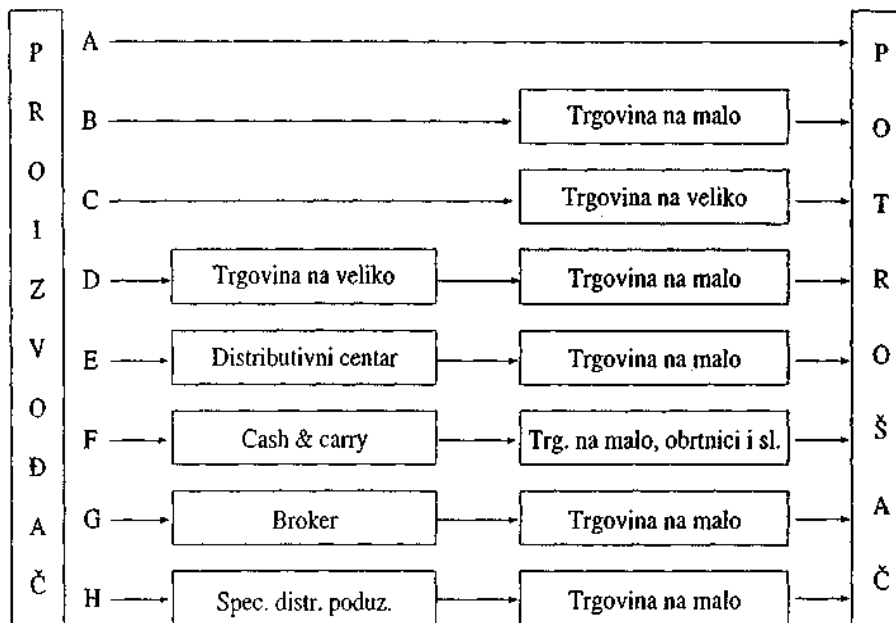 P R O I Z V O Đ A Č
A
B Trgovina na malo
C Trgovina na veliko
D Trgovina na veliko Trgovina na malo
E Distributivni centar Trgovina na malo
F Cash & carry Trg. na malo, obrtnici i sl.
G Broker Trgovina na malo
H Spec. distr. poduz. Trgovina na malo
P O T R O Š A Č